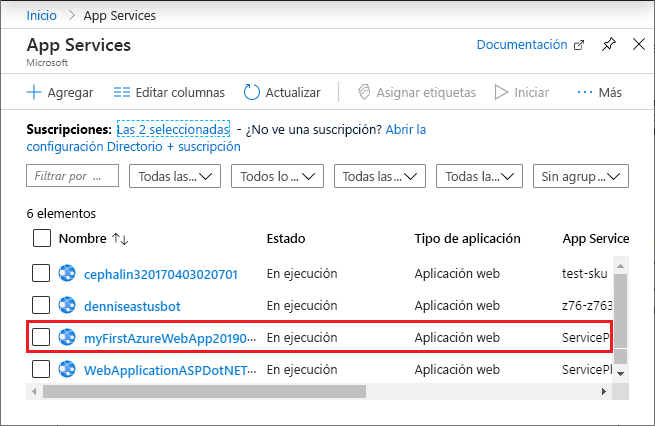 Inicio > App Services
App Services
Microsoft
Documentación
Agregar Editar columnas Actualizar Asignar etiquetas Iniciar ··· Más
Suscripciones: Las 2 seleccionadas - ¿No ve una suscripción? Abrir la
configuración Directorio + suscripción
Filtrar por ... Todas las... Todos lo ... Todas las... Todas la... Sin agrup...
6 elementos
Nombre Estado Tipo de aplicación App Service
cephalin320170403020701 En ejecución Aplicación web test-sku
denniseastusbot En ejecución Aplicación web z76-z763
myFirstAzureWebApp20190... En ejecución Aplicación web ServicePl
WebApplicationASPDotNET... En ejecución Aplicación web ServicePl